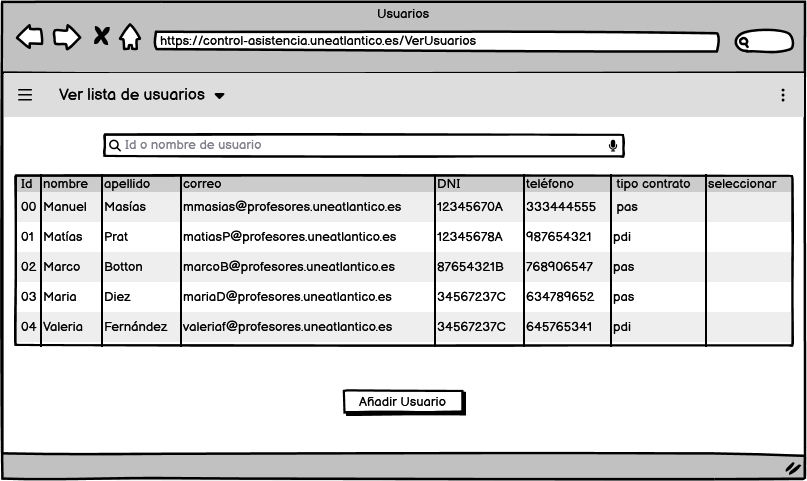 Usuarios
https://control-asistencia.uneatlantico.es/VerUsuarios
Ver lista de usuarios
Id o nombre de usuario
Id nombre apellido correo DNI teléfono tipo contrato seleccionar
00 Manuel Masías mmasias@profesores.uneatlantico.es 12345670A 333444555 pas
01 Matías Prat matiasP@profesores.uneatlantico.es 12345678A 987654321 pdi
02 Marco Botton marcoB@profesores.uneatlantico.es 87654321B 768906547 pas
03 Maria Diez mariaD@profesores.uneatlantico.es 34567237C 634789652 pas
04 Valeria Fernández valeriaf@profesores.uneatlantico.es 34567237C 645765341 pdi
Añadir Usuario